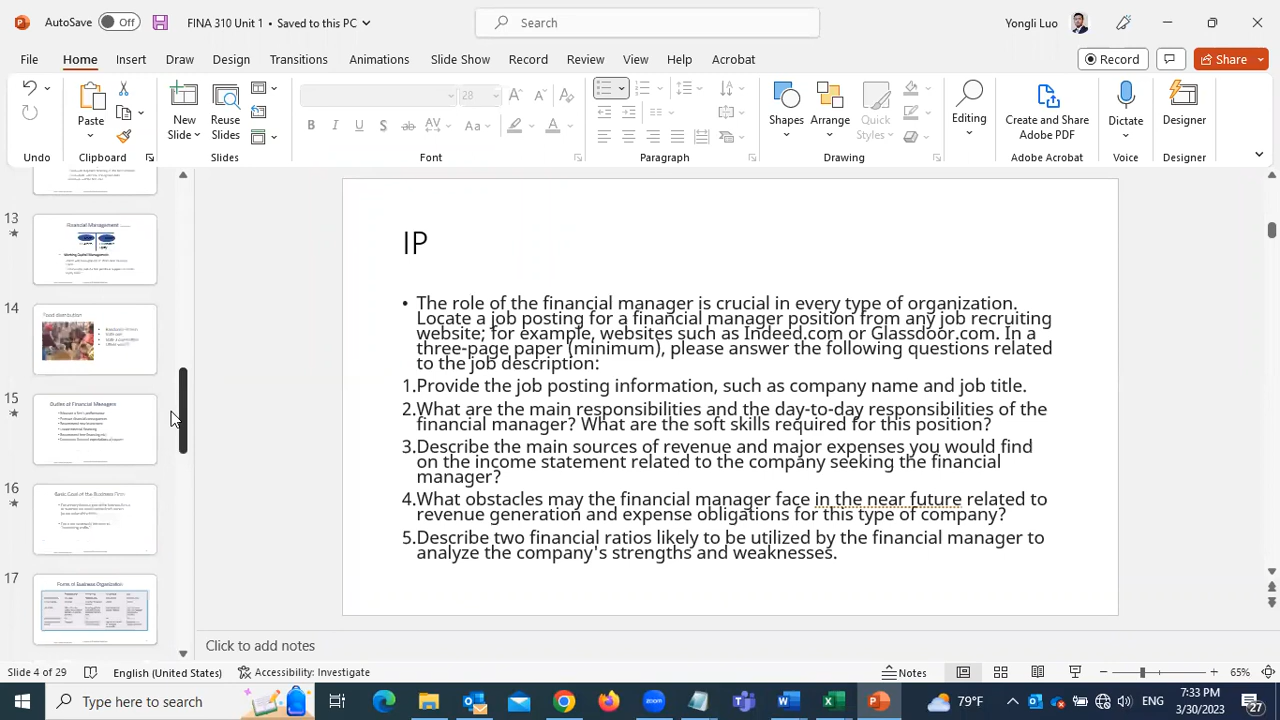 AutoSave Off FINA 310 Unit 1 • Saved to this PC Search Yongli Luo
File Home Insert Draw Design Transitions Animations Slide Show Record Review View Help Acrobat Record Share
Paste New Slide Reuse Slides 28 Shapes Arrange Quick Styles Editing Create and Share Adobe PDF Dictate Designer
Undo Clipboard Slides Font Paragraph Drawing Adobe Acrobat Voice Designer
13
Financial Management
Working Capital Management
14
Food distribution
15
Duties of Financial Managers
16
Basic Goal of the Business Firm
17
Forms of Business Organization
IP
• The role of the financial manager is crucial in every type of organization.
Locate a job posting for a financial manager position from any job recruiting
website; for example, websites such as Indeed.com or Glassdoor.com. In a
three-page paper (minimum), please answer the following questions related
to the job description:
1.Provide the job posting information, such as company name and job title.
2.What are the main responsibilities and the day-to-day responsibilities of the
financial manager? What are the soft skills required for this position?
3.Describe the main sources of revenue and major expenses you would find
on the income statement related to the company seeking the financial
manager?
4.What obstacles may the financial manager face in the near future related to
revenue generation and expense obligations for this type of company?
5.Describe two financial ratios likely to be utilized by the financial manager to
analyze the company's strengths and weaknesses.
Click to add notes
Slide 4 of 29 English (United States) Accessibility: Investigate Notes 65%
Type here to search 79°F ENG 7:33 PM
3/30/2023 27